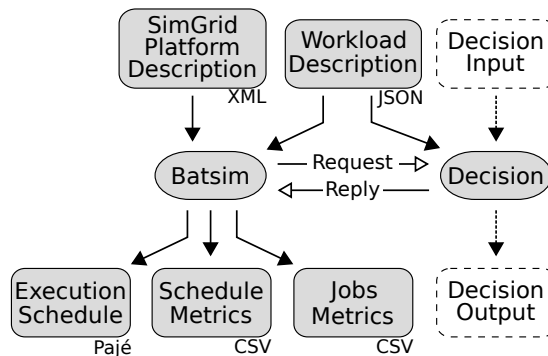 SimGrid
Platform
Description
XML
Workload
Description
JSON
Decision
Input
Batsim
Request
Reply
Decision
Execution
Schedule
Pajé
Schedule
Metrics
CSV
Jobs
Metrics
CSV
Decision
Output